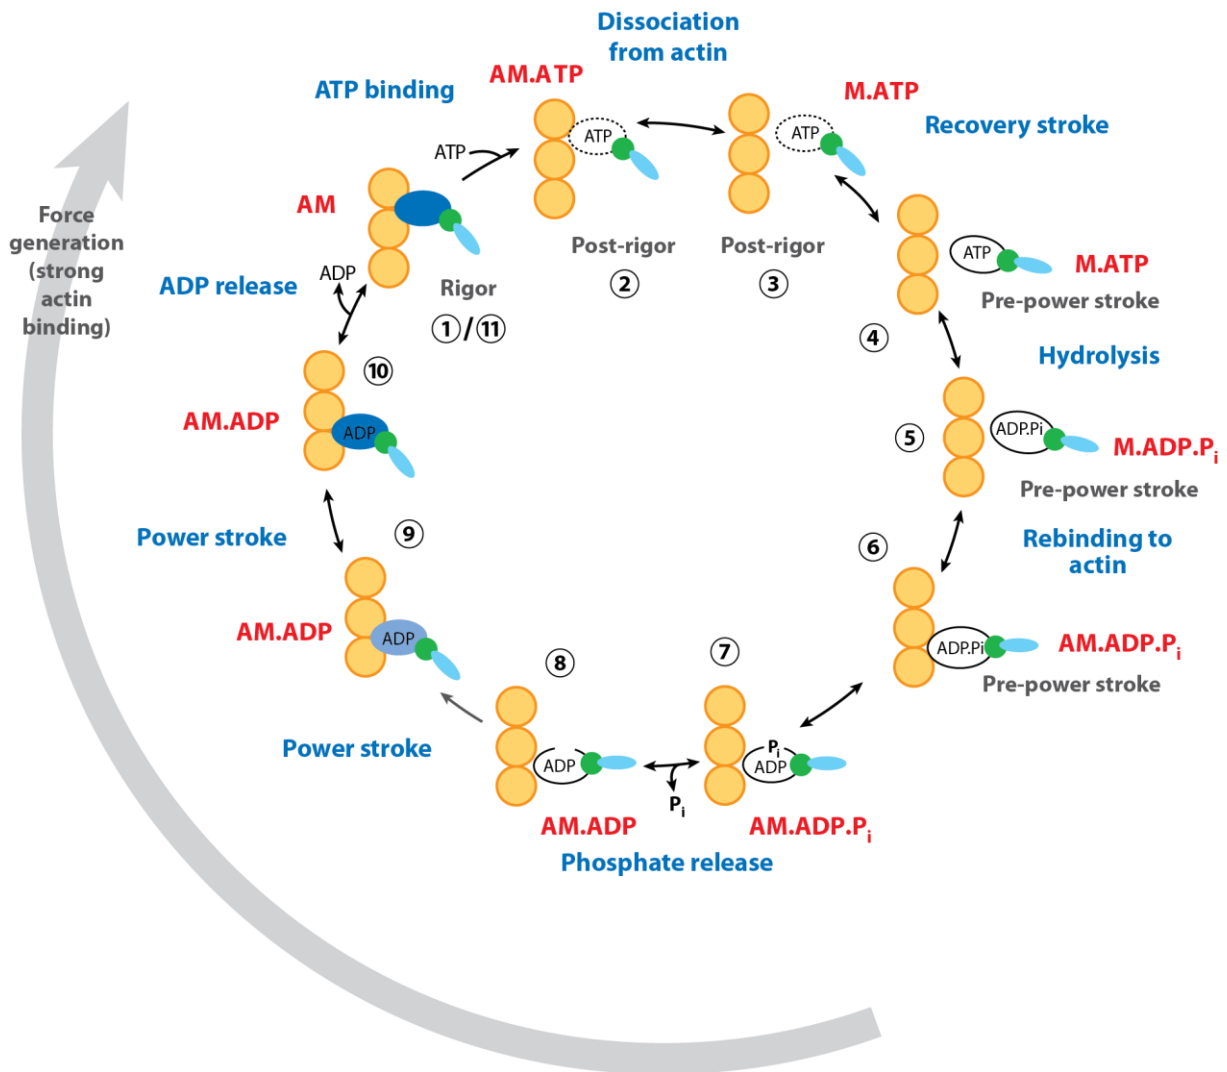 Dissociation
from actin
AM.ATP
ATP binding
M.ATP
Recovery stroke
ATP
ATP
ATP
AM
Force
generation
(strong
actin
binding)
Post-rigor
②
Post-rigor
③
ATP
M.ATP
Pre-power stroke
ADP release
ADP
Rigor
①/⑪
④
Hydrolysis
⑩
AM.ADP
ADP
⑤
ADP.Pi
M.ADP.Pi
Pre-power stroke
Power stroke
⑨
⑥
Rebinding to
actin
AM.ADP
ADP
ADP.Pi
AM.ADP.Pi
Pre-power stroke
⑧
⑦
Power stroke
ADP
Pi
Pi
ADP
AM.ADP
AM.ADP.Pi
Phosphate release